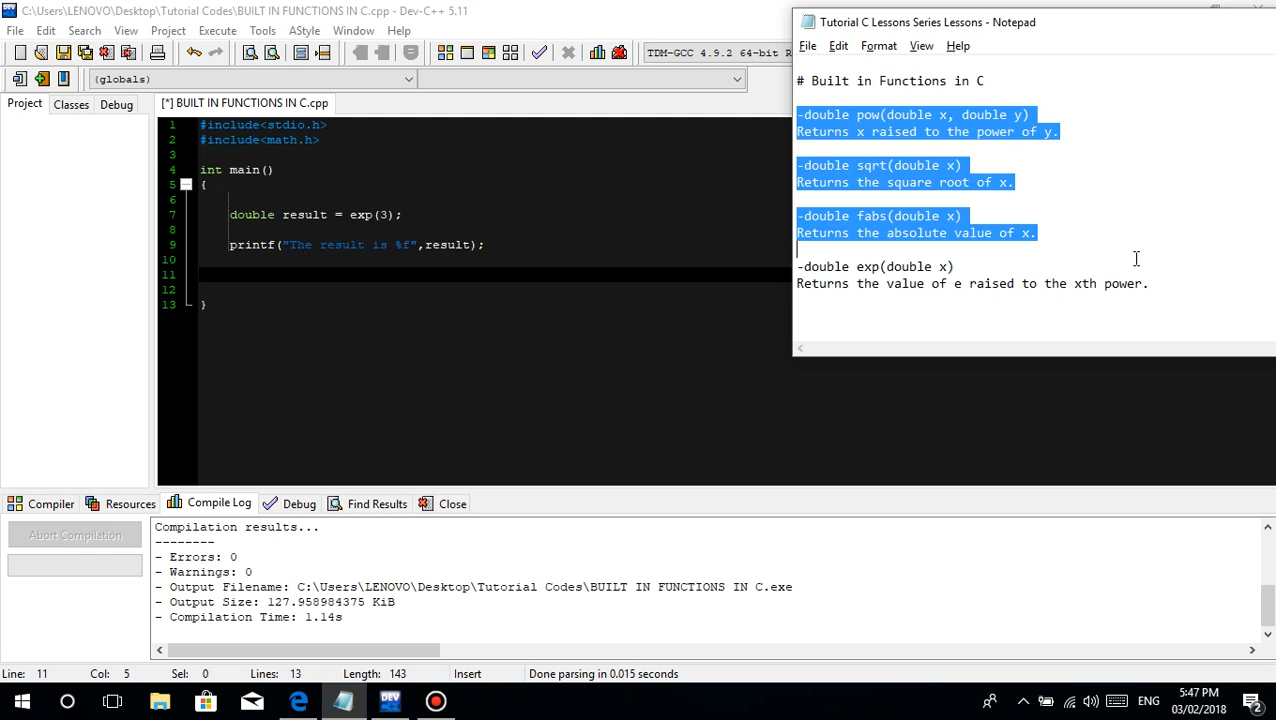 C:\Users\LENOVO\Desktop\Tutorial Codes\BUILT IN FUNCTIONS IN C.cpp - Dev-C++ 5.11
File Edit Search View Project Execute Tools AStyle Window Help
TDM-GCC 4.9.2 64-bit R
(globals)
Project Classes Debug
[*] BUILT IN FUNCTIONS IN C.cpp
1 #include<stdio.h>
2 #include<math.h>
3
4 int main()
5 {
6
7 double result = exp(3);
8
9 printf("The result is %f",result);
10
11
12
13 }
Tutorial C Lessons Series Lessons - Notepad
File Edit Format View Help
# Built in Functions in C
-double pow(double x, double y)
Returns x raised to the power of y.
-double sqrt(double x)
Returns the square root of x.
-double fabs(double x)
Returns the absolute value of x.
-double exp(double x)
Returns the value of e raised to the xth power.
Compiler Resources Compile Log Debug Find Results Close
Abort Compilation
Compilation results...
--------
- Errors: 0
- Warnings: 0
- Output Filename: C:\Users\LENOVO\Desktop\Tutorial Codes\BUILT IN FUNCTIONS IN C.exe
- Output Size: 127.958984375 KiB
- Compilation Time: 1.14s
Line: 11 Col: 5 Sel: 0 Lines: 13 Length: 143 Insert Done parsing in 0.015 seconds
DEV
ENG
5:47 PM
03/02/2018
2